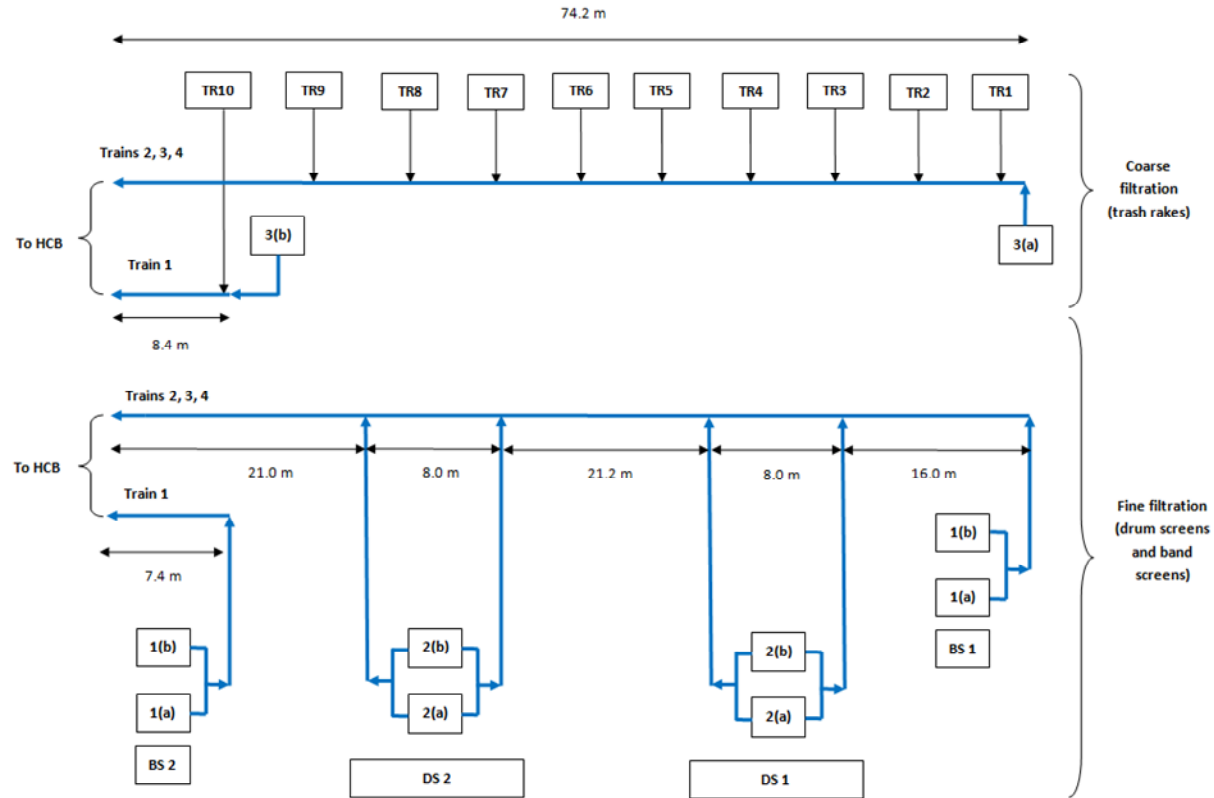 74.2 m
TR10
TR9
TR8
TR7
TR6
TR5
TR4
TR3
TR2
TR1
Trains 2, 3, 4
Coarse
filtration
(trash rakes)
To HCB
3(b)
3(a)
Train 1
8.4 m
Trains 2, 3, 4
To HCB
21.0 m
8.0 m
21.2 m
8.0 m
16.0 m
Train 1
Fine filtration
(drum screens
and band
screens)
7.4 m
1(b)
1(a)
BS 1
1(b)
1(a)
BS 2
2(b)
2(a)
DS 2
2(b)
2(a)
DS 1